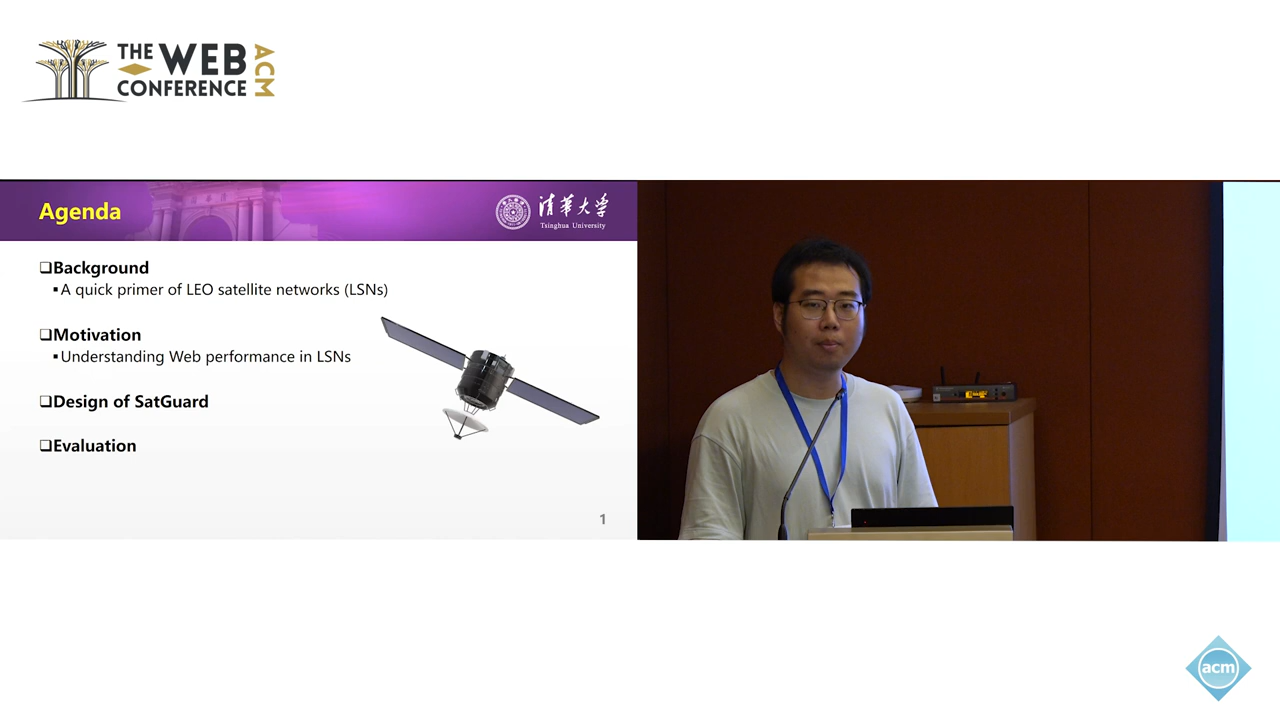 THE WEB
CONFERENCE
ACM
Agenda
清华大学
Tsinghua University
❑Background
▪A quick primer of LEO satellite networks (LSNs)
❑Motivation
▪Understanding Web performance in LSNs
❑Design of SatGuard
❑Evaluation
1
acm